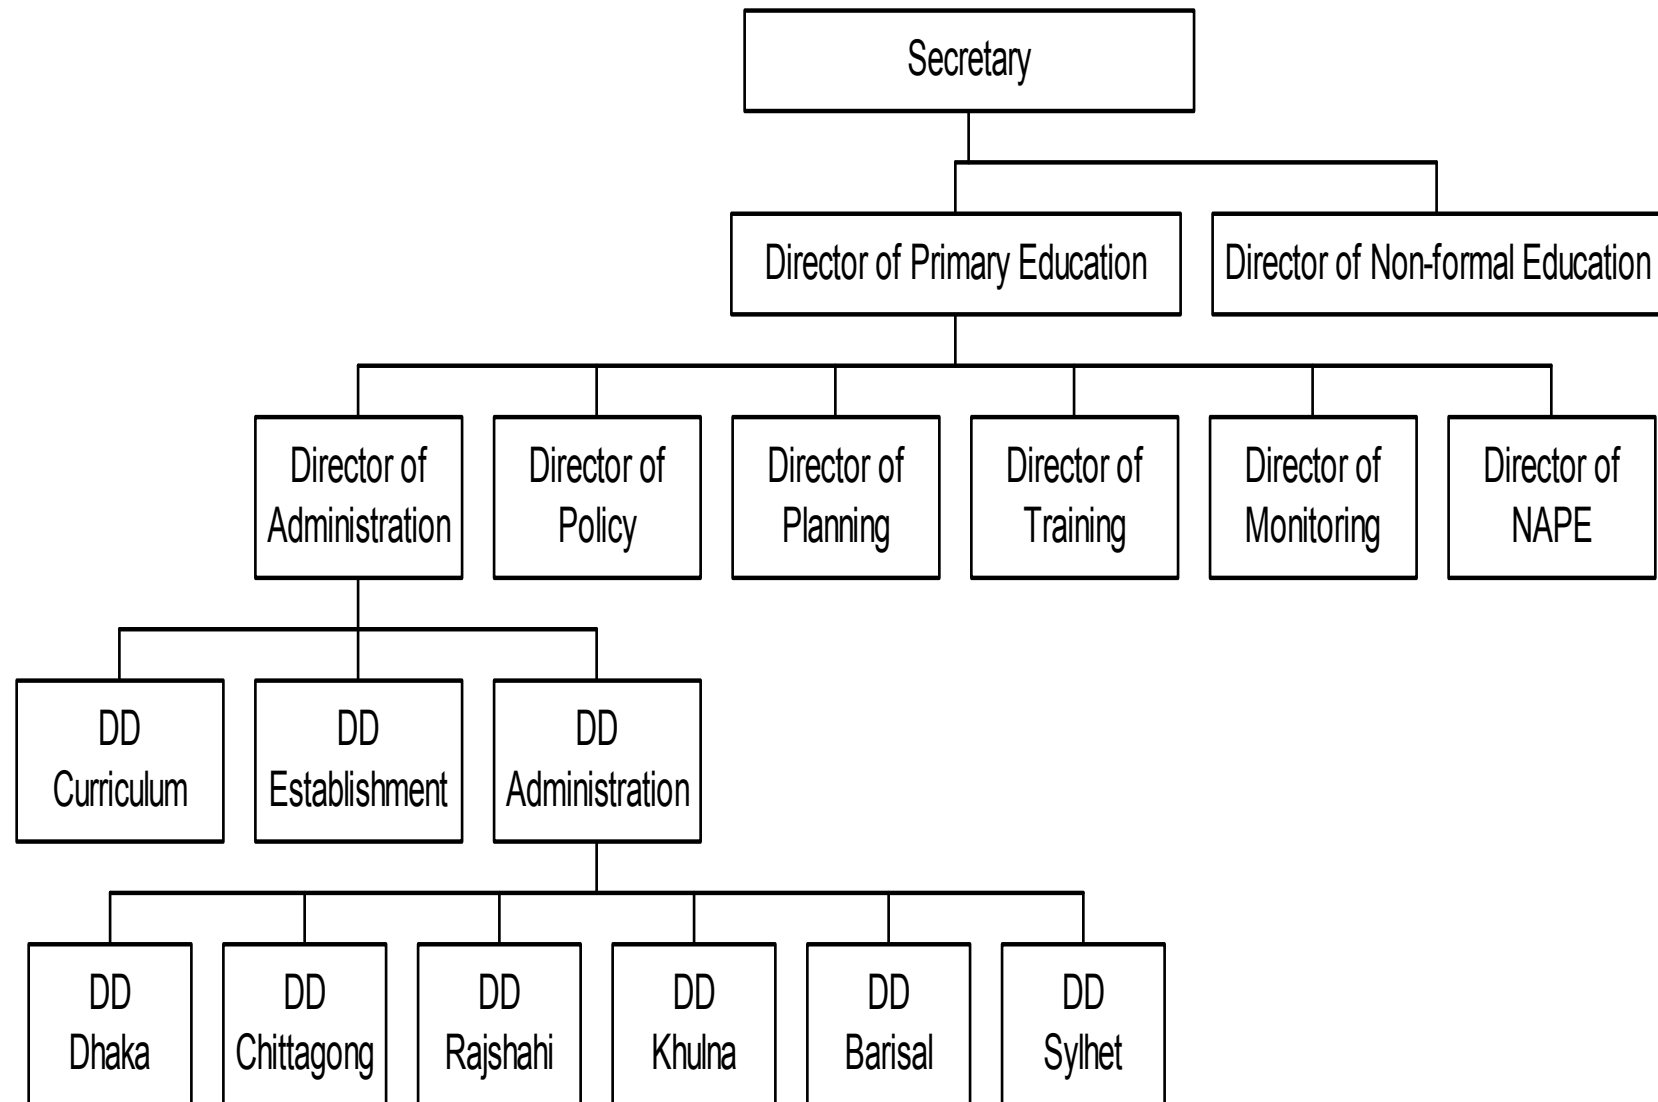 Secretary
Director of Primary Education
Director of Non-formal Education
Director of
Administration
Director of
Policy
Director of
Planning
Director of
Training
Director of
Monitoring
Director of
NAPE
DD
Curriculum
DD
Establishment
DD
Administration
DD
Dhaka
DD
Chittagong
DD
Rajshahi
DD
Khulna
DD
Barisal
DD
Sylhet